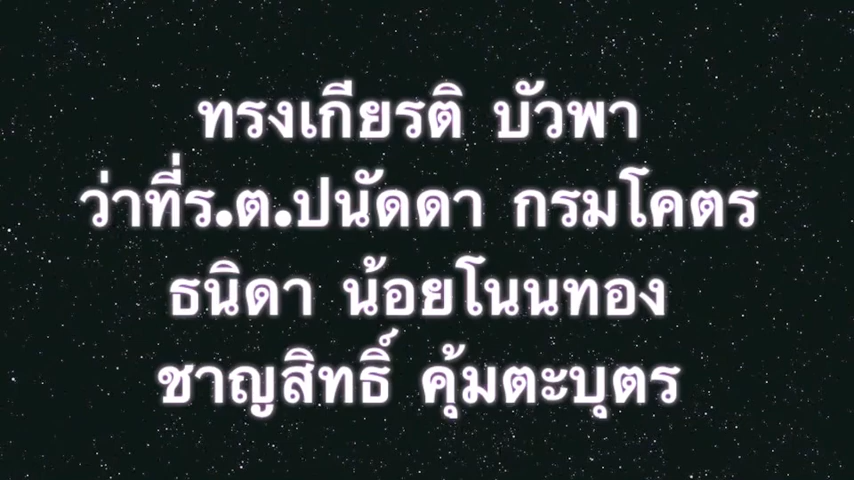 ทรงเกียรติ บัวพา
ว่าที่ร.ต.ปนัดดา กรมโคตร
ธนิดา น้อยโนนทอง
ชาญสิทธิ์ คุ้มตะบุตร